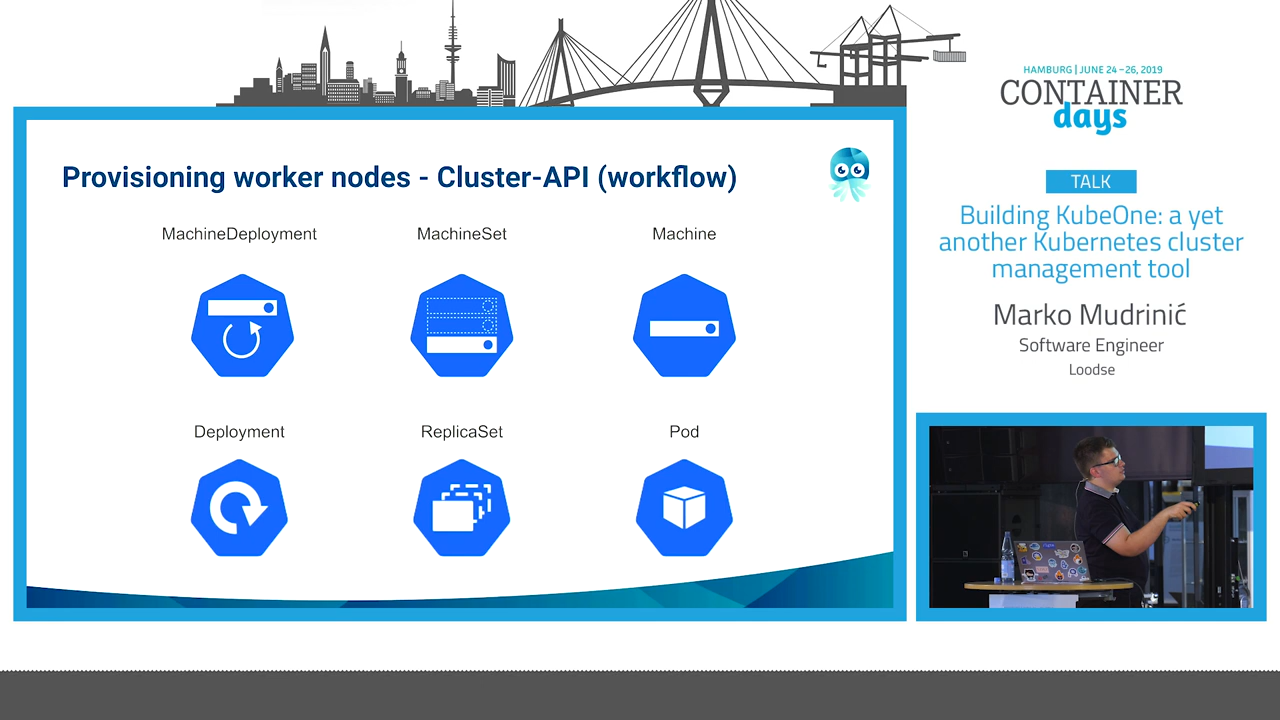 HAMBURG | JUNE 24 – 26, 2019
CONTAINER
days
Provisioning worker nodes - Cluster-API (workflow)
MachineDeployment
MachineSet
Machine
Deployment
ReplicaSet
Pod
TALK
Building KubeOne: a yet
another Kubernetes cluster
management tool
Marko Mudrinić
Software Engineer
Loodse